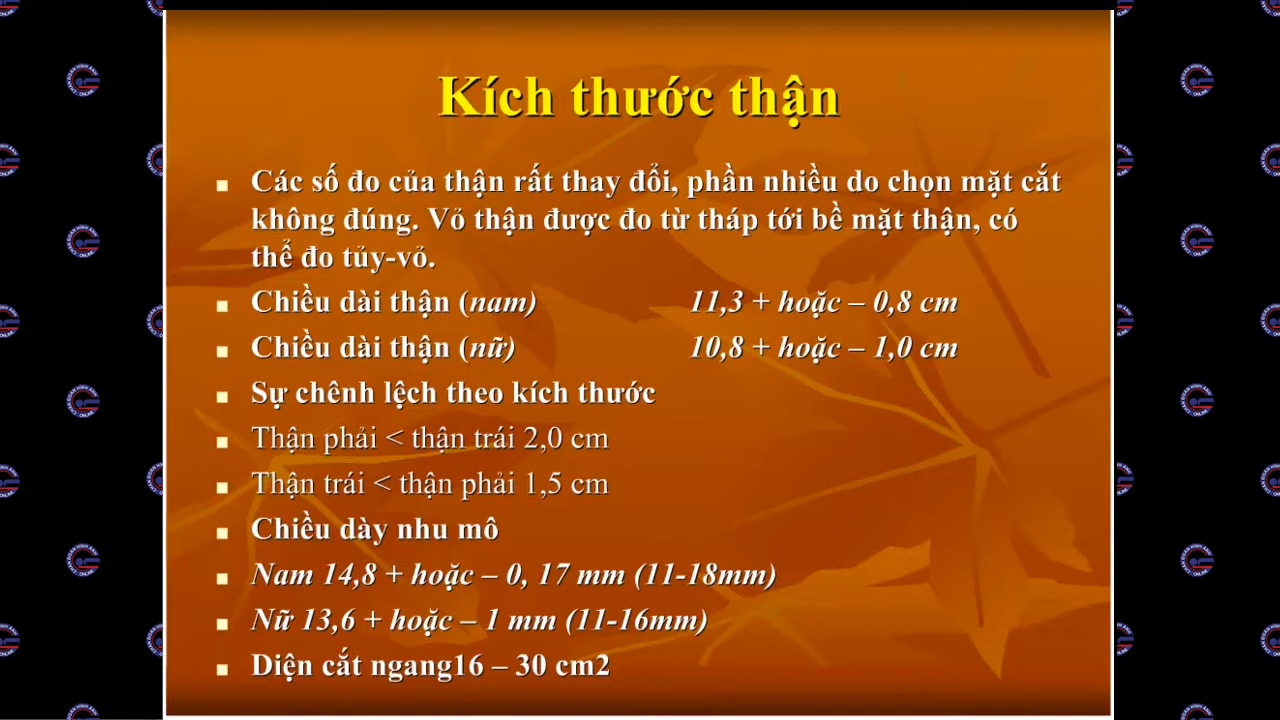 Kích thước thận
Các số đo của thận rất thay đổi, phần nhiều do chọn mặt cắt
không đúng. Vỏ thận được đo từ tháp tới bề mặt thận, có
thể đo tủy-vỏ.
Chiều dài thận (nam) 11,3 + hoặc – 0,8 cm
Chiều dài thận (nữ) 10,8 + hoặc – 1,0 cm
Sự chênh lệch theo kích thước
Thận phải < thận trái 2,0 cm
Thận trái < thận phải 1,5 cm
Chiều dày nhu mô
Nam 14,8 + hoặc – 0, 17 mm (11-18mm)
Nữ 13,6 + hoặc – 1 mm (11-16mm)
Diện cắt ngang16 – 30 cm2